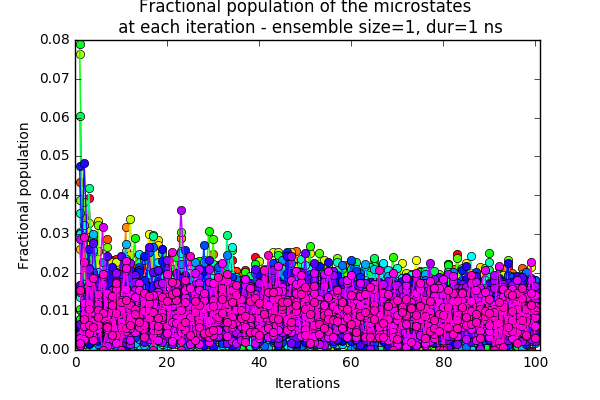 Fractional population of the microstates
at each iteration - ensemble size=1, dur=1 ns
0.08
0.07
0.06
0.05
0.04
0.03
0.02
0.01
0.00
Fractional population
0 20 40 60 80 100
Iterations